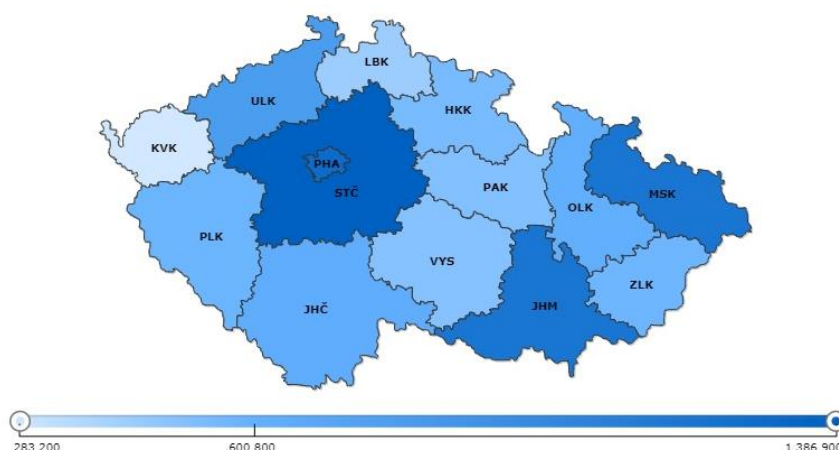 LBK
ULK
HKK
KVK
PHA
STČ
PAK
MSK
OLK
PLK
VYS
ZLK
JHČ
JHM
283 200 600 800 1 386 900